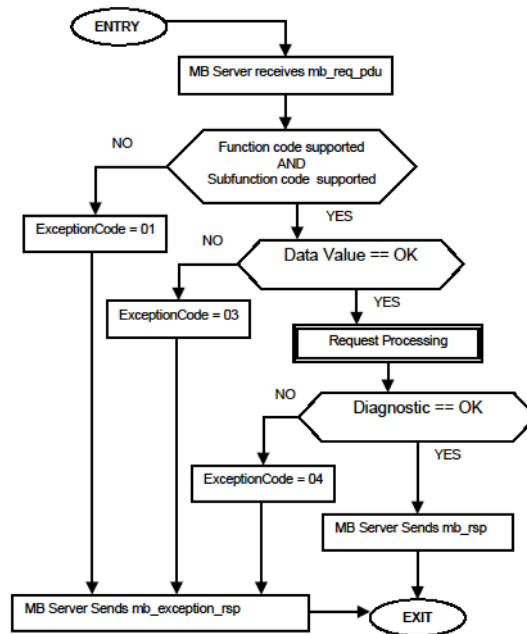 ENTRY
MB Server receives mb_req_pdu
NO
Function code supported
AND
Subfunction code supported
YES
ExceptionCode = 01
NO
Data Value == OK
YES
ExceptionCode = 03
Request Processing
NO
Diagnostic == OK
YES
ExceptionCode = 04
MB Server Sends mb_rsp
MB Server Sends mb_exception_rsp
EXIT